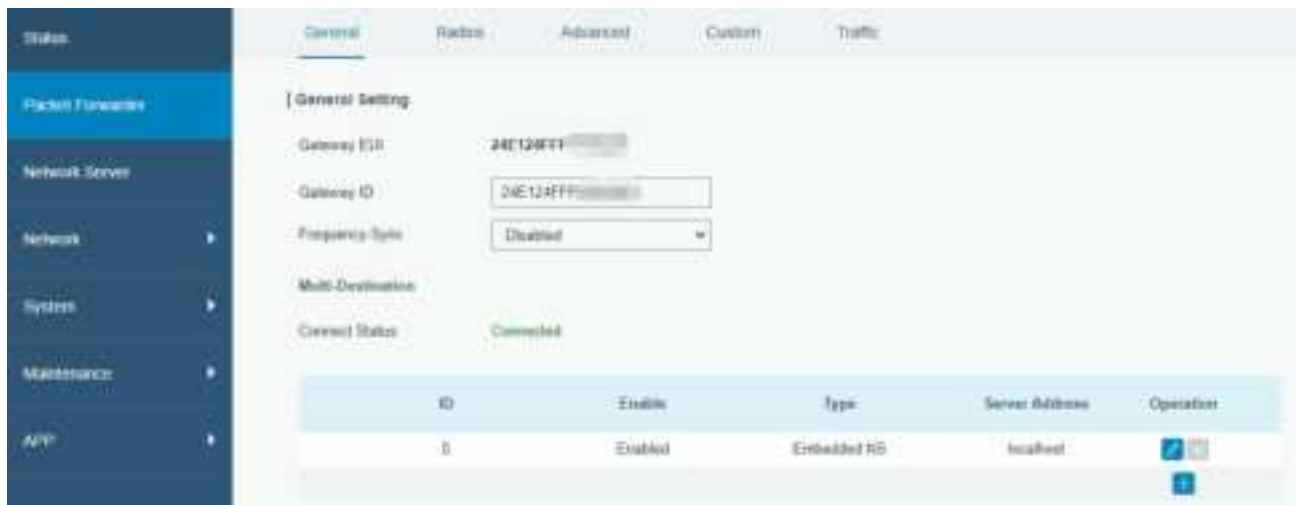 Status
General Radios Advanced Custom Traffic
Packet Forwarder
General Setting
Gateway EUI 24E124FFF
Network Server
Gateway ID 24E124FFF
Network
Frequency-Sync Disabled
Multi-Destination
System
Connect Status Connected
Maintenance
ID Enable Type Server Address Operation
APP
0 Enabled Embedded NS localhost